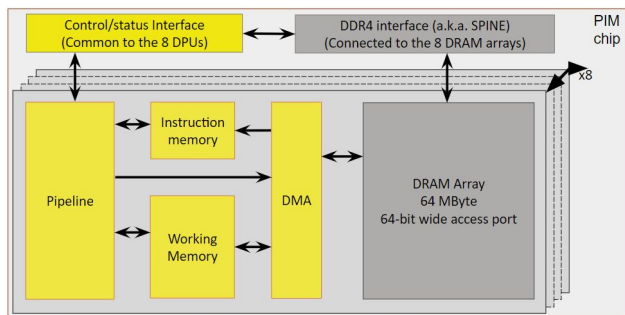 Control/status Interface
(Common to the 8 DPUs)
DDR4 interface (a.k.a. SPINE)
(Connected to the 8 DRAM arrays)
PIM
chip
x8
Pipeline
Instruction
memory
Working
Memory
DMA
DRAM Array
64 MByte
64-bit wide access port